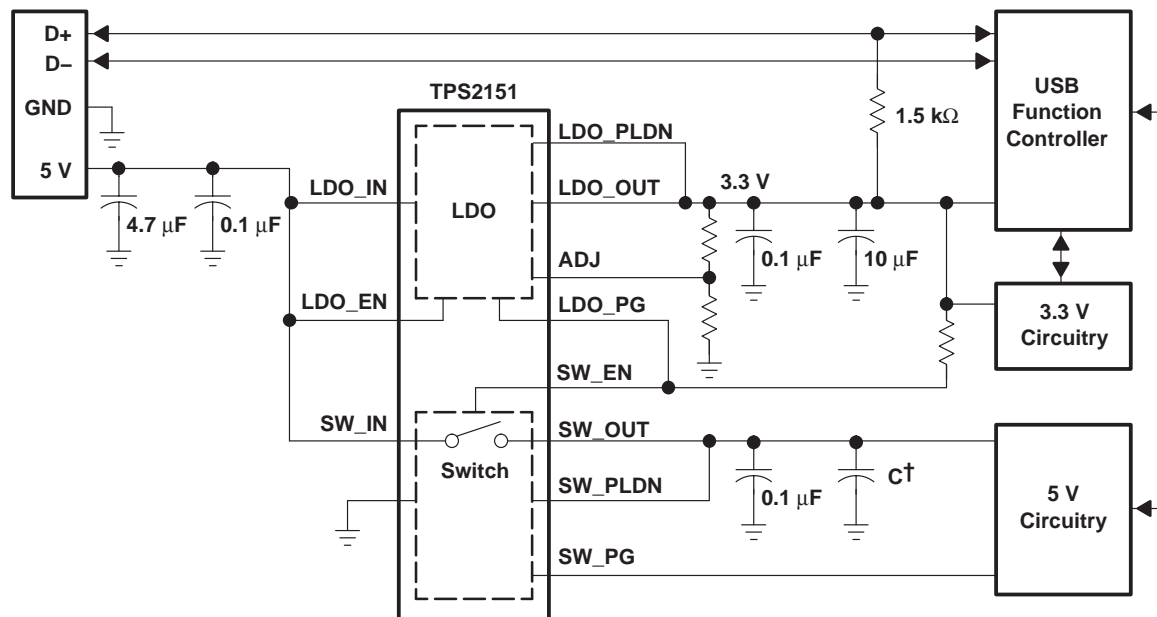 D+
D−
GND
5 V
4.7 μF
0.1 μF
TPS2151
LDO_IN
LDO_EN
SW_IN
LDO
Switch
LDO_PLDN
LDO_OUT
ADJ
LDO_PG
SW_EN
SW_OUT
SW_PLDN
SW_PG
3.3 V
0.1 μF
10 μF
1.5 kΩ
0.1 μF
C†
USB
Function
Controller
3.3 V
Circuitry
5 V
Circuitry